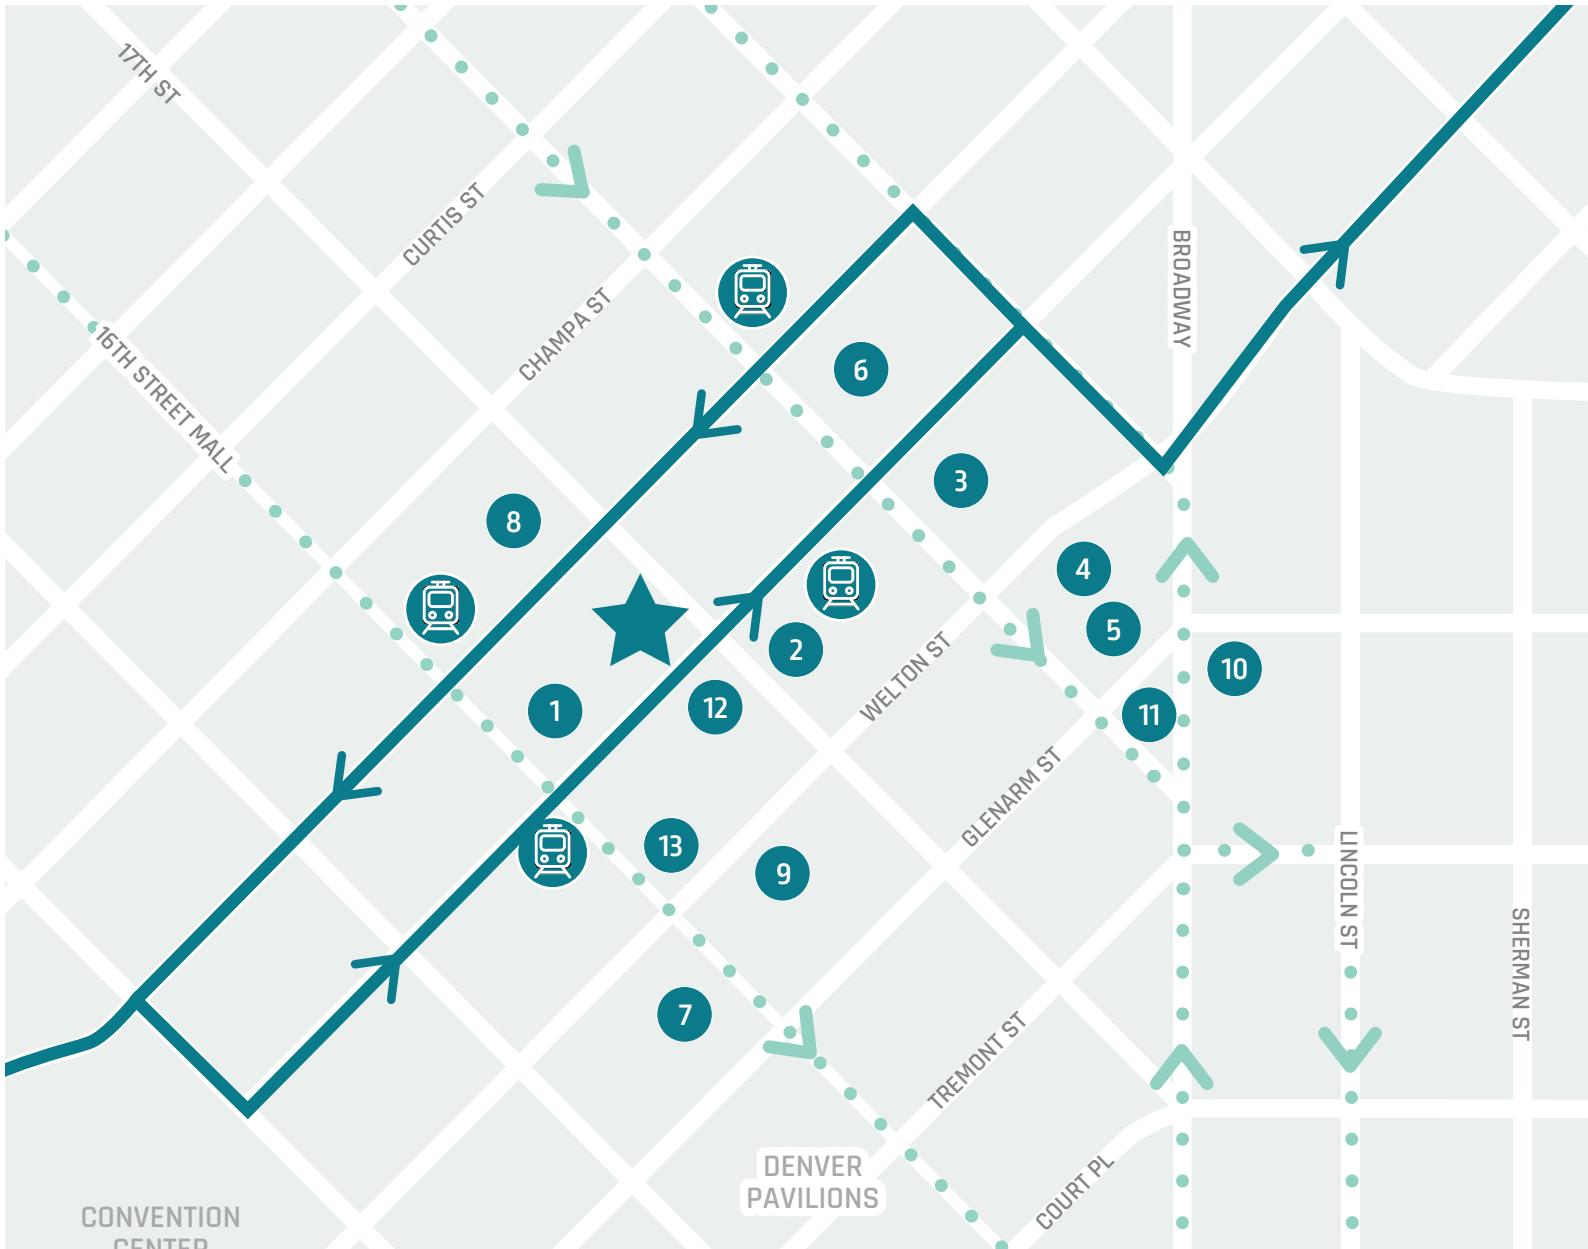 17TH ST
CURTIS ST
BROADWAY
CHAMPA ST
16TH STREET MALL
6
3
8
4
5
2
WELTON ST
10
1
12
11
GLENARM ST
13
9
LINCOLN ST
SHERMAN ST
7
TREMONT ST
DENVER
PAVILIONS
COURT PL
CONVENTION
CENTER